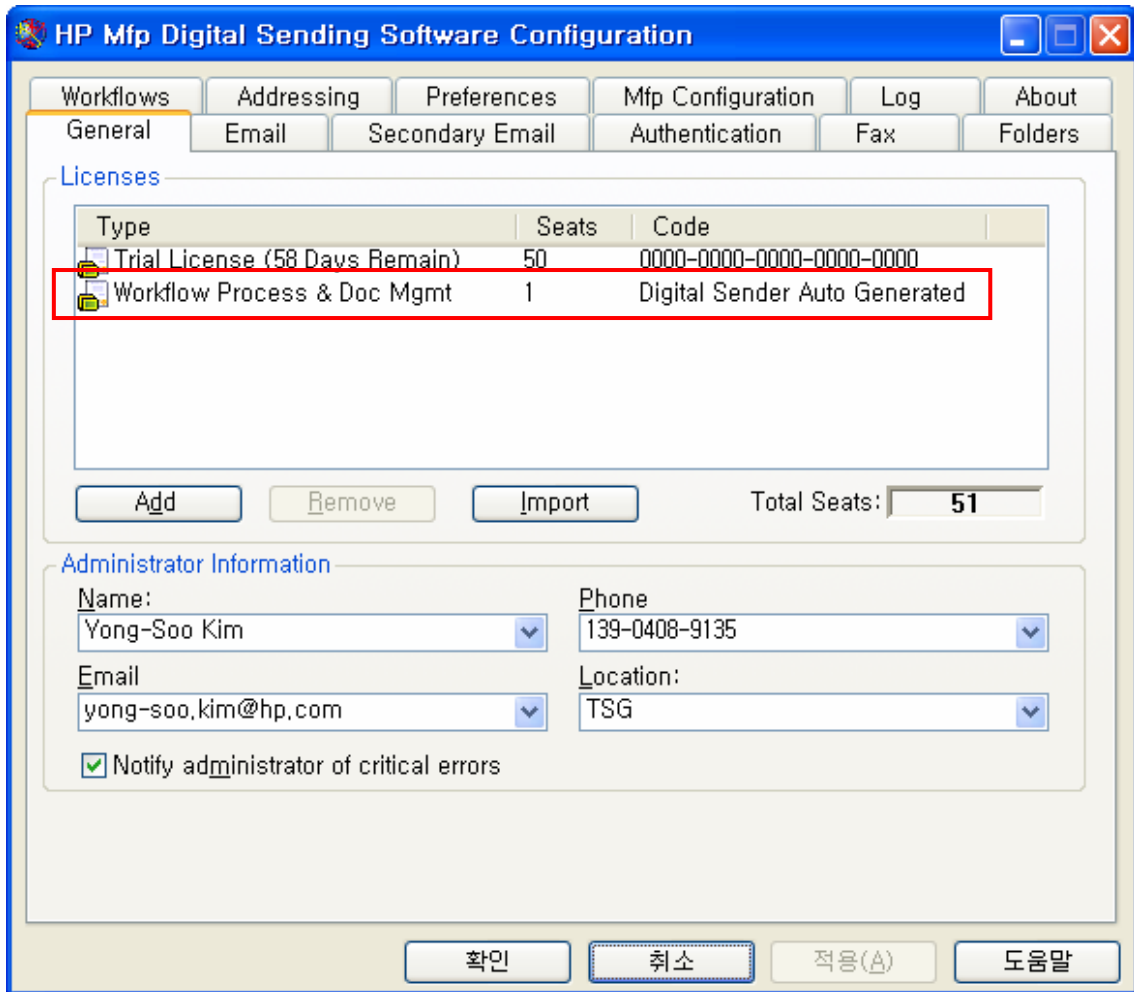 HP Mfp Digital Sending Software Configuration
Workflows Addressing Preferences Mfp Configuration Log About
General Email Secondary Email Authentication Fax Folders
Licenses
Type Seats Code
Trial License (58 Days Remain) 50 0000-0000-0000-0000-0000
Workflow Process & Doc Mgmt 1 Digital Sender Auto Generated
Add Remove Import Total Seats: 51
Administrator Information
Name: Phone
Yong-Soo Kim 139-0408-9135
Email Location:
yong-soo.kim@hp.com TSG
Notify administrator of critical errors
확인 취소 적용(A) 도움말